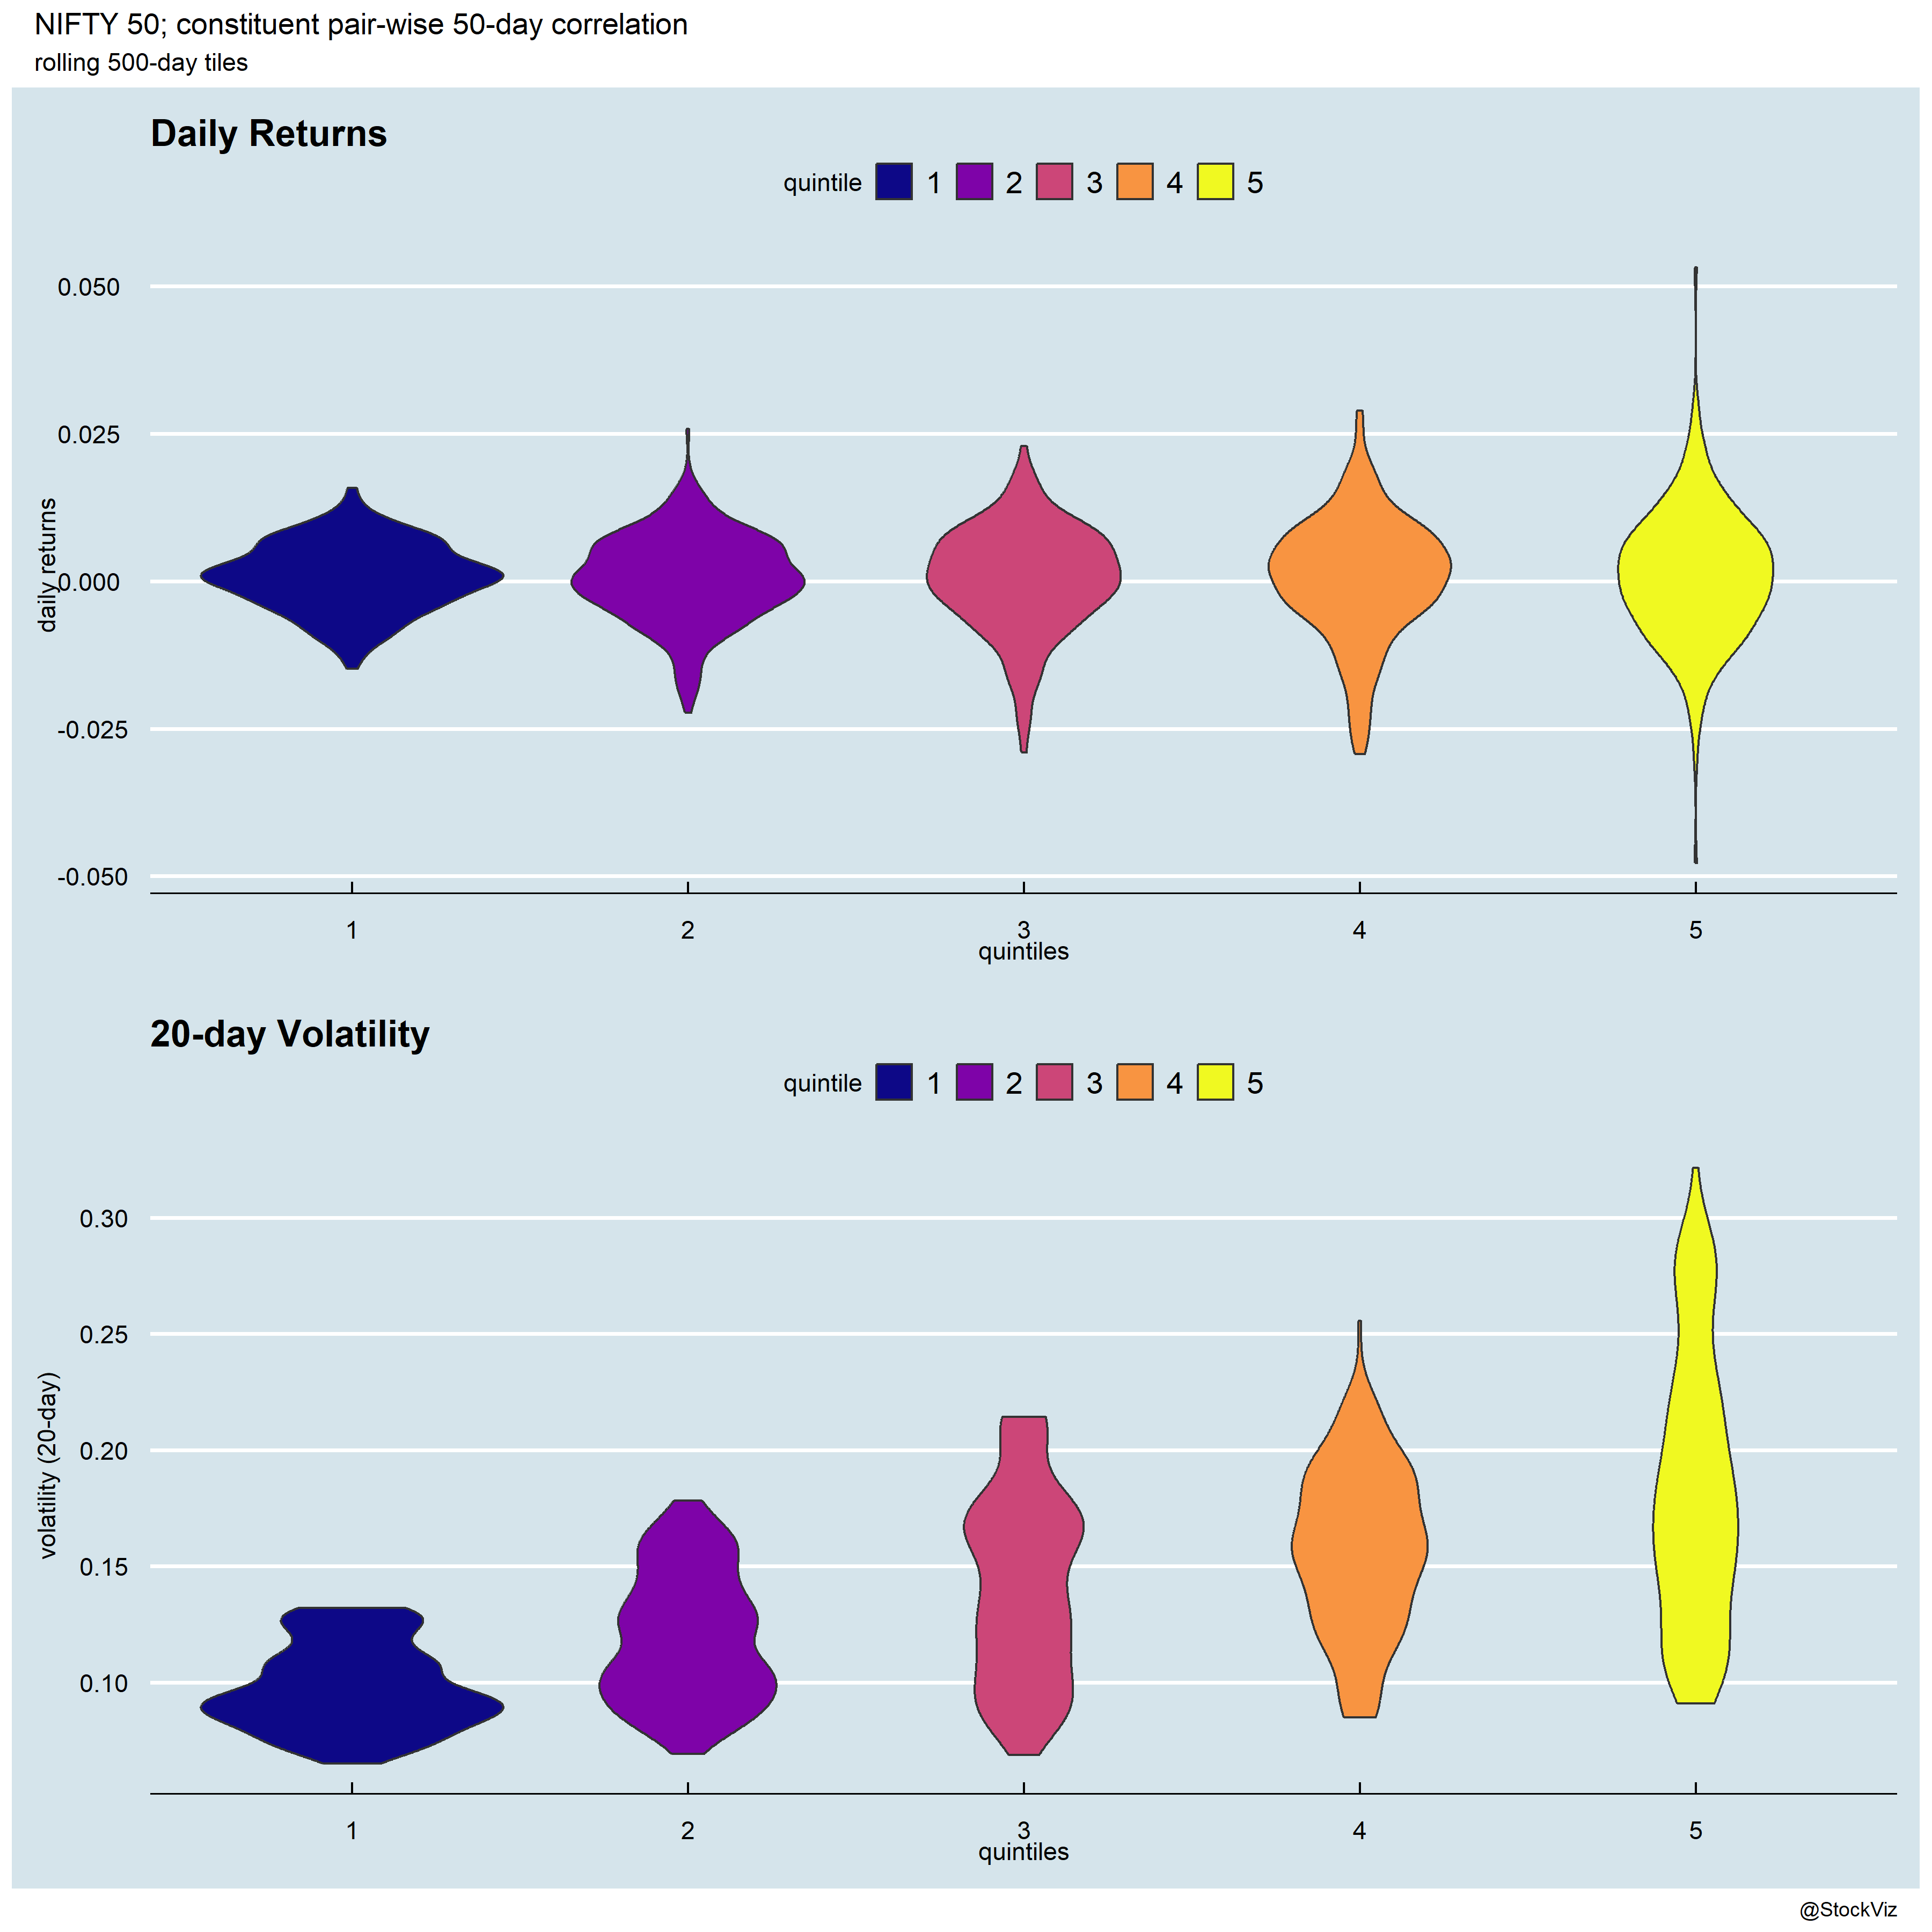 NIFTY 50; constituent pair-wise 50-day correlation
rolling 500-day tiles
Daily Returns
quintile 1 2 3 4 5
0.050
0.025
0.000
-0.025
-0.050
daily returns
1 2 3 4 5
quintiles
20-day Volatility
quintile 1 2 3 4 5
0.30
0.25
0.20
0.15
0.10
volatility (20-day)
1 2 3 4 5
quintiles
@StockViz